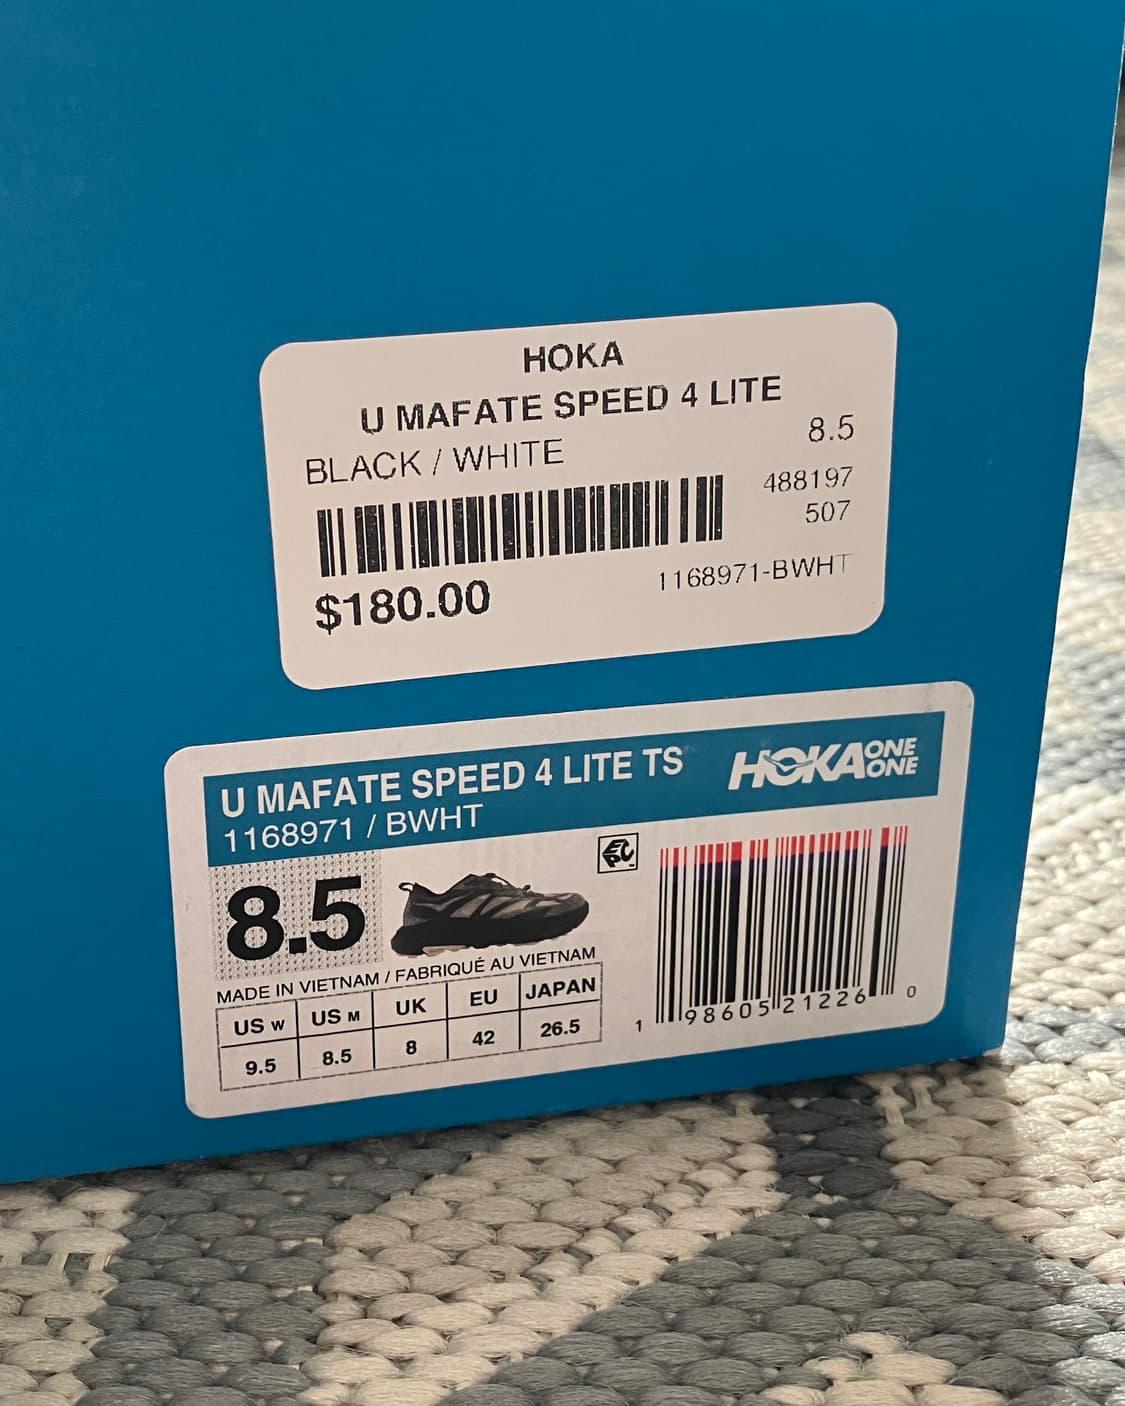 HOKA
U MAFATE SPEED 4 LITE
BLACK / WHITE
8.5
488197
507
$180.00
1168971-BWHT
U MAFATE SPEED 4 LITE TS
1168971 / BWHT
HOKA ONE ONE
8.5
EC
MADE IN VIETNAM / FABRIQUÉ AU VIETNAM
US W US M UK EU JAPAN
9.5 8.5 8 42 26.5
1 98605 21226 0